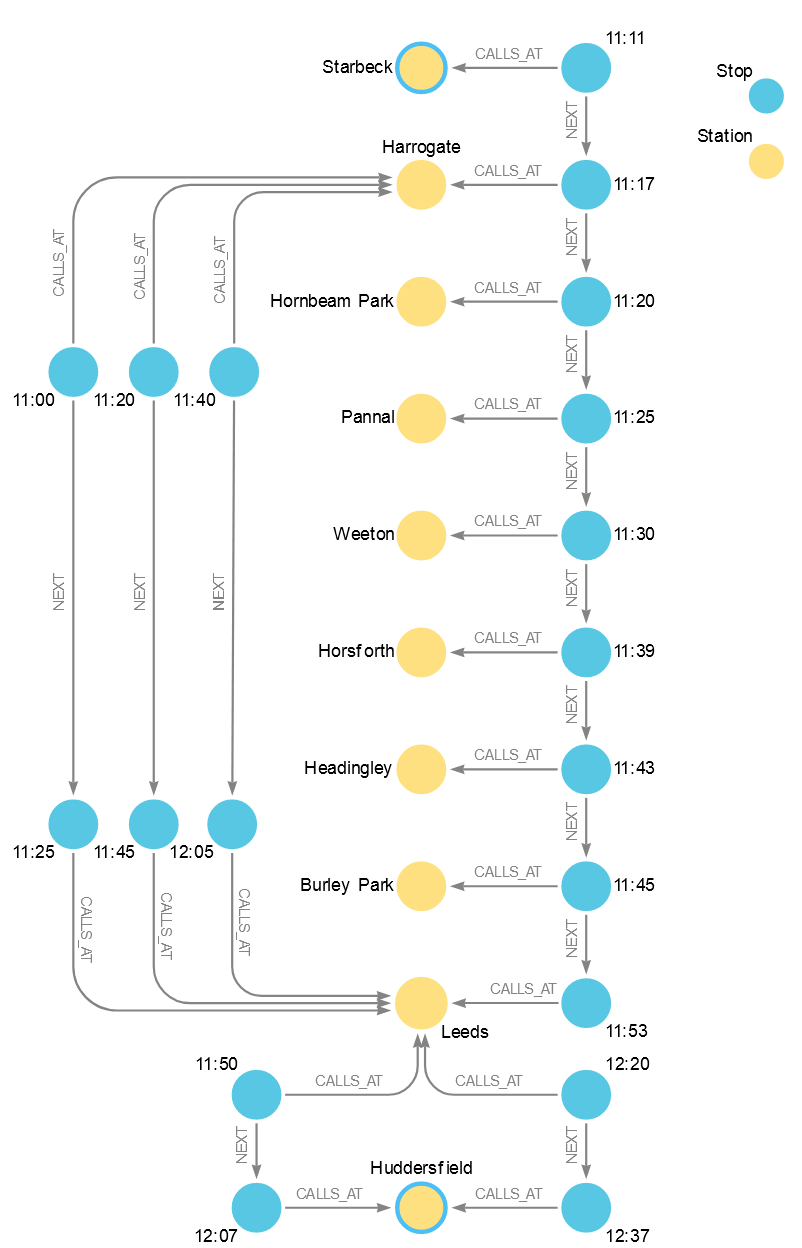 11:11
CALLS_AT
Starbeck
Stop
NEXT
Station
Harrogate
CALLS_AT
11:17
NEXT
CALLS_AT
CALLS_AT
CALLS_AT
CALLS_AT
Hornbeam Park
11:20
NEXT
11:00
11:20
11:40
CALLS_AT
Pannal
11:25
NEXT
CALLS_AT
Weeton
11:30
NEXT
NEXT
NEXT
NEXT
CALLS_AT
Horsforth
11:39
NEXT
CALLS_AT
Headingley
11:43
NEXT
11:25
11:45
12:05
CALLS_AT
Burley Park
11:45
CALLS_AT
CALLS_AT
CALLS_AT
NEXT
CALLS_AT
Leeds
11:53
11:50
12:20
CALLS_AT
CALLS_AT
NEXT
NEXT
Huddersfield
CALLS_AT
CALLS_AT
12:07
12:37